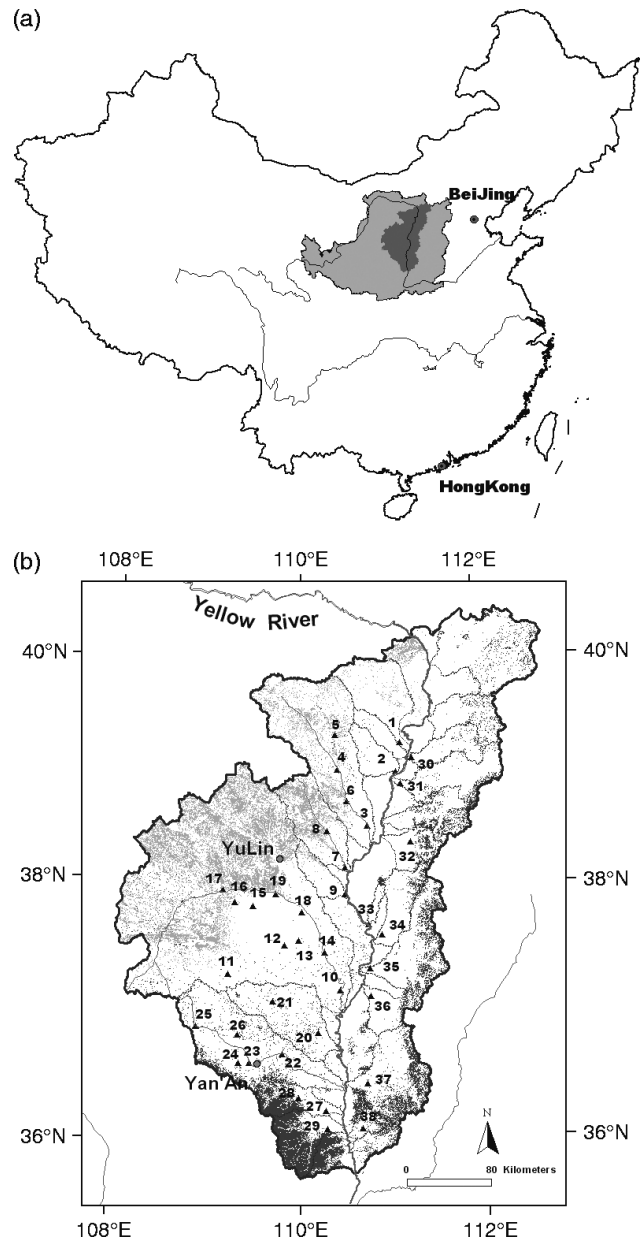 (a)
BeiJing
HongKong
(b)
108°E 110°E 112°E
Yellow River
40°N 40°N
5 1
4 2 30
6 31
3
8
32
YuLin 7
38°N 38°N
17 16 15 19 9
18 33
34
12 13 14
11 35
10
21 36
25
26 20
24 23 22
Yan'An 37
28
27
29 38
N
36°N 36°N
0 80 Kilometers
108°E 110°E 112°E